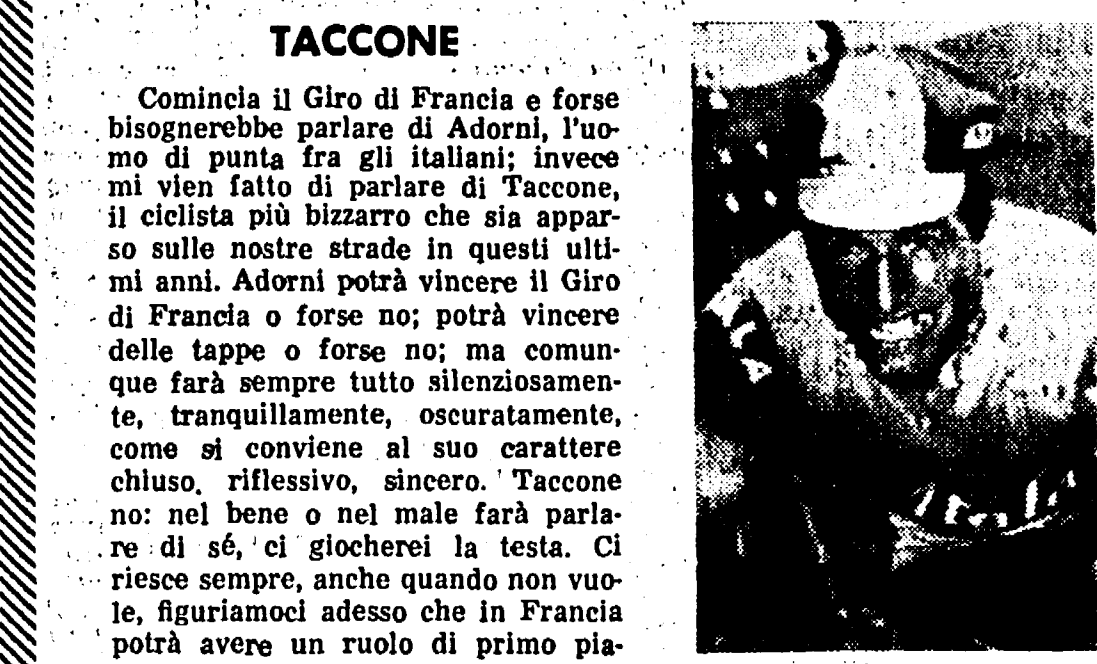 TACCONE
Comincia il Giro di Francia e forse
bisognerebbe parlare di Adorni, l'uo-
mo di punta fra gli italiani; invece
mi vien fatto di parlare di Taccone,
il ciclista più bizzarro che sia appar-
so sulle nostre strade in questi ulti-
mi anni. Adorni potrà vincere il Giro
di Francia o forse no; potrà vincere
delle tappe o forse no; ma comun-
que farà sempre tutto silenziosamen-
te, tranquillamente, oscuratamente,
come si conviene al suo carattere
chiuso, riflessivo, sincero. Taccone
no: nel bene o nel male farà parla-
re di sé, ci giocherei la testa. Ci
riesce sempre, anche quando non vuo-
le, figuriamoci adesso che in Francia
potrà avere un ruolo di primo pia-